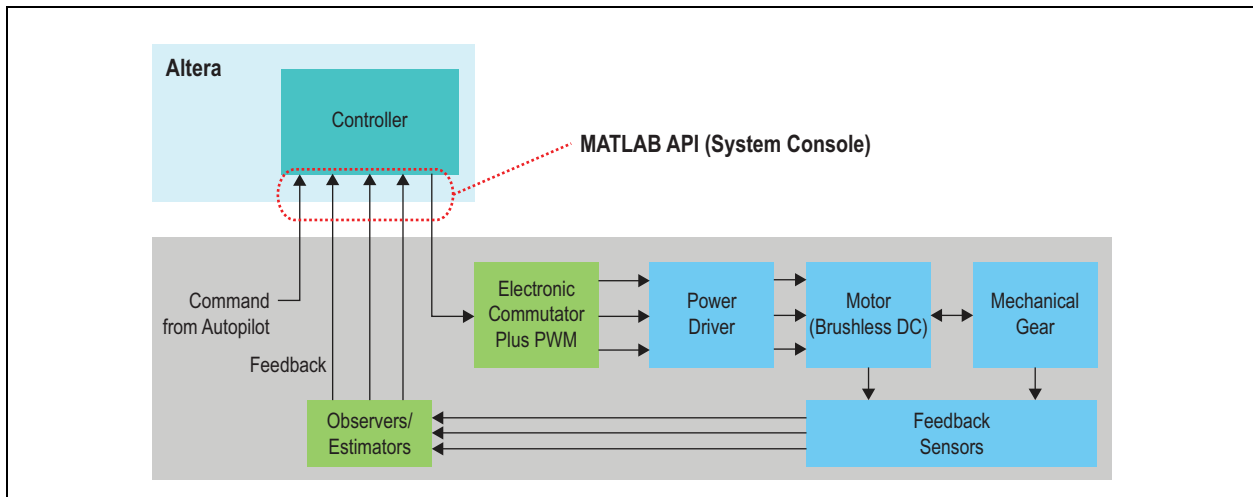 Altera
Controller
MATLAB API (System Console)
Command
from Autopilot
Feedback
Electronic
Commutator
Plus PWM
Power
Driver
Motor
(Brushless DC)
Mechanical
Gear
Observers/
Estimators
Feedback
Sensors